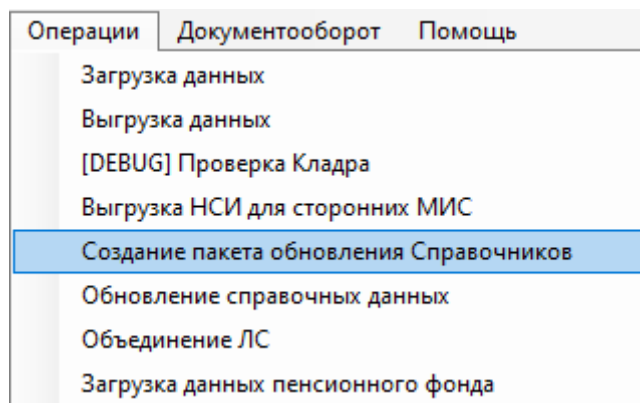 Операции Документооборот Помощь
Загрузка данных
Выгрузка данных
[DEBUG] Проверка Кладра
Выгрузка НСИ для сторонних МИС
Создание пакета обновления Справочников
Обновление справочных данных
Объединение ЛС
Загрузка данных пенсионного фонда